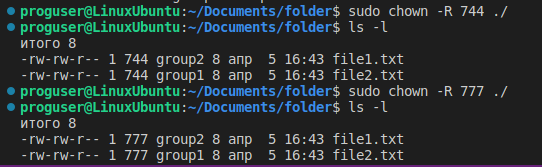 proguser@LinuxUbuntu:~/Documents/folder$ sudo chown -R 744 ./
proguser@LinuxUbuntu:~/Documents/folder$ ls -l
итого 8
-rw-rw-r-- 1 744 group2 8 апр  5 16:43 file1.txt
-rw-rw-r-- 1 744 group1 8 апр  5 16:43 file2.txt
proguser@LinuxUbuntu:~/Documents/folder$ sudo chown -R 777 ./
proguser@LinuxUbuntu:~/Documents/folder$ ls -l
итого 8
-rw-rw-r-- 1 777 group2 8 апр  5 16:43 file1.txt
-rw-rw-r-- 1 777 group1 8 апр  5 16:43 file2.txt